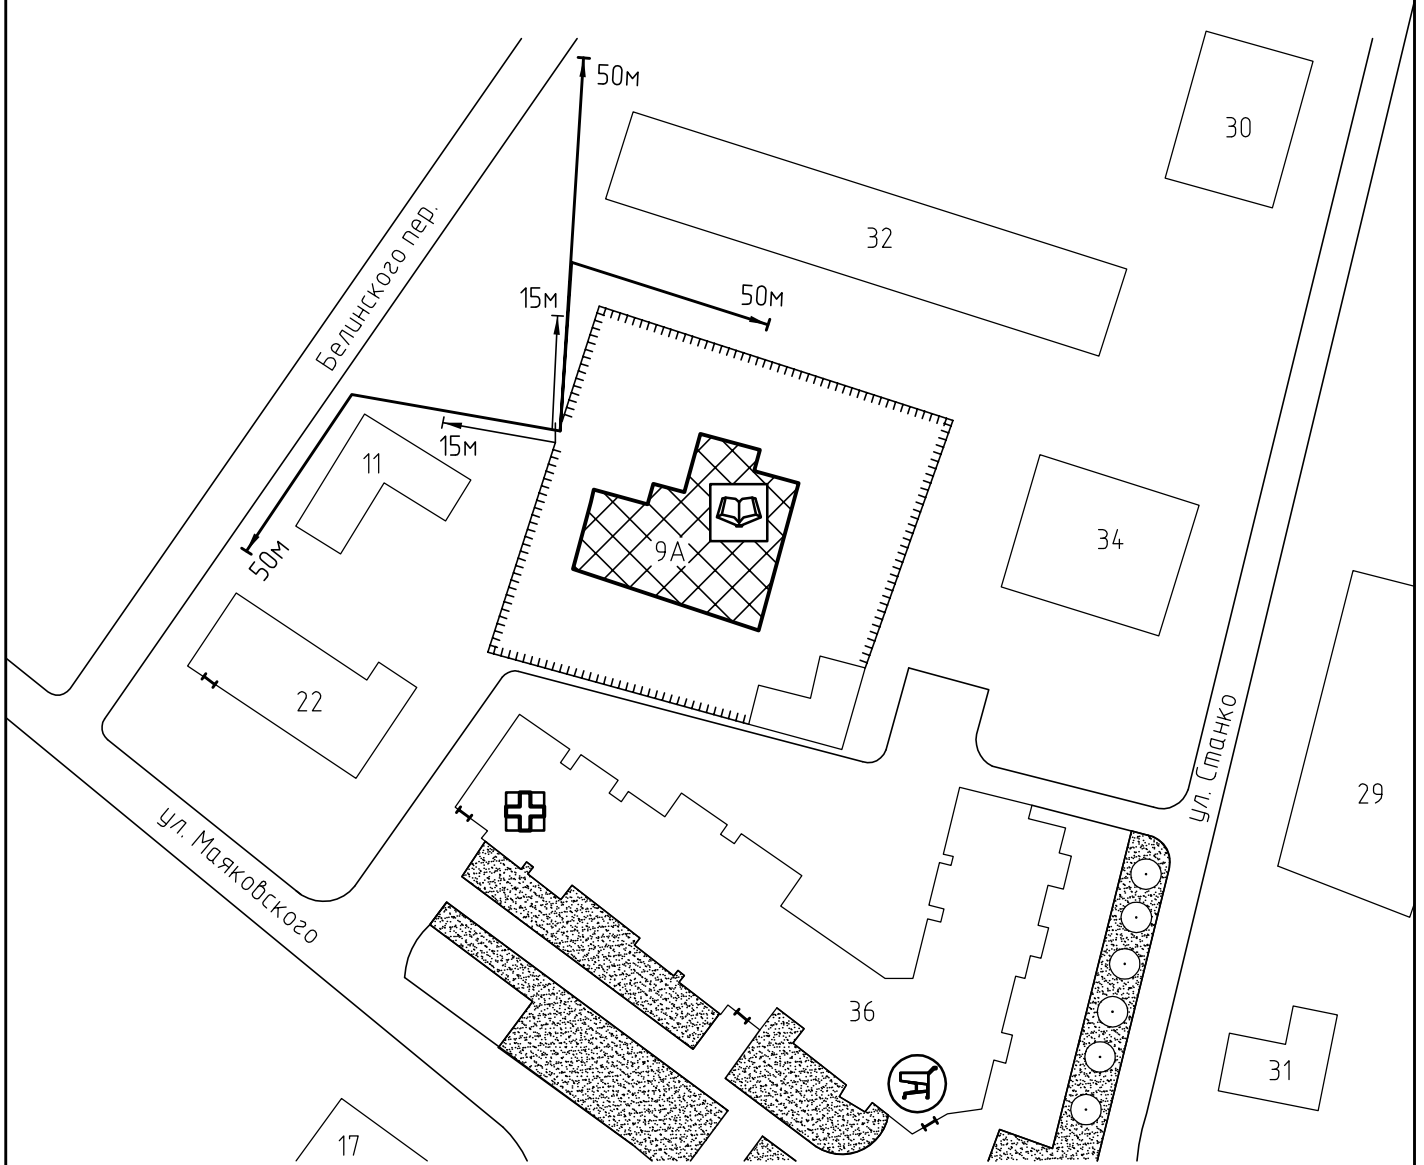 50м
30
32
Белинского пер.
15м
50м
15м
11
34
9А
50м
22
ул. Станко
29
ул. Маяковского
36
31
17